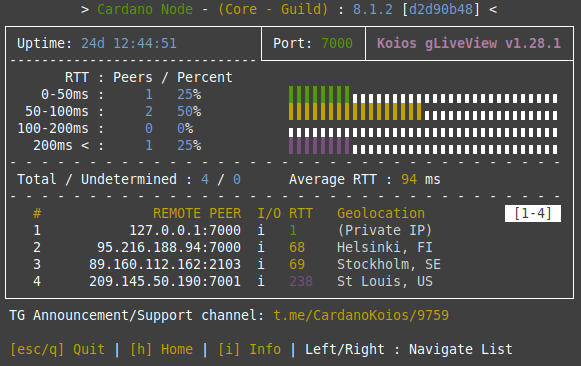 > Cardano Node - (Core - Guild) : 8.1.2 [d2d90b48] <
Uptime: 24d 12:44:51 Port: 7000 Koios gLiveView v1.28.1
RTT : Peers / Percent
0-50ms : 1 25%
50-100ms : 2 50%
100-200ms : 0 0%
200ms < : 1 25%
Total / Undetermined : 4 / 0 Average RTT : 94 ms
# REMOTE PEER I/O RTT Geolocation [1-4]
1 127.0.0.1:7000 i 1 (Private IP)
2 95.216.188.94:7000 i 68 Helsinki, FI
3 89.160.112.162:2103 i 69 Stockholm, SE
4 209.145.50.190:7001 i 238 St Louis, US
TG Announcement/Support channel: t.me/CardanoKoios/9759
[esc/q] Quit | [h] Home | [i] Info | Left/Right : Navigate List